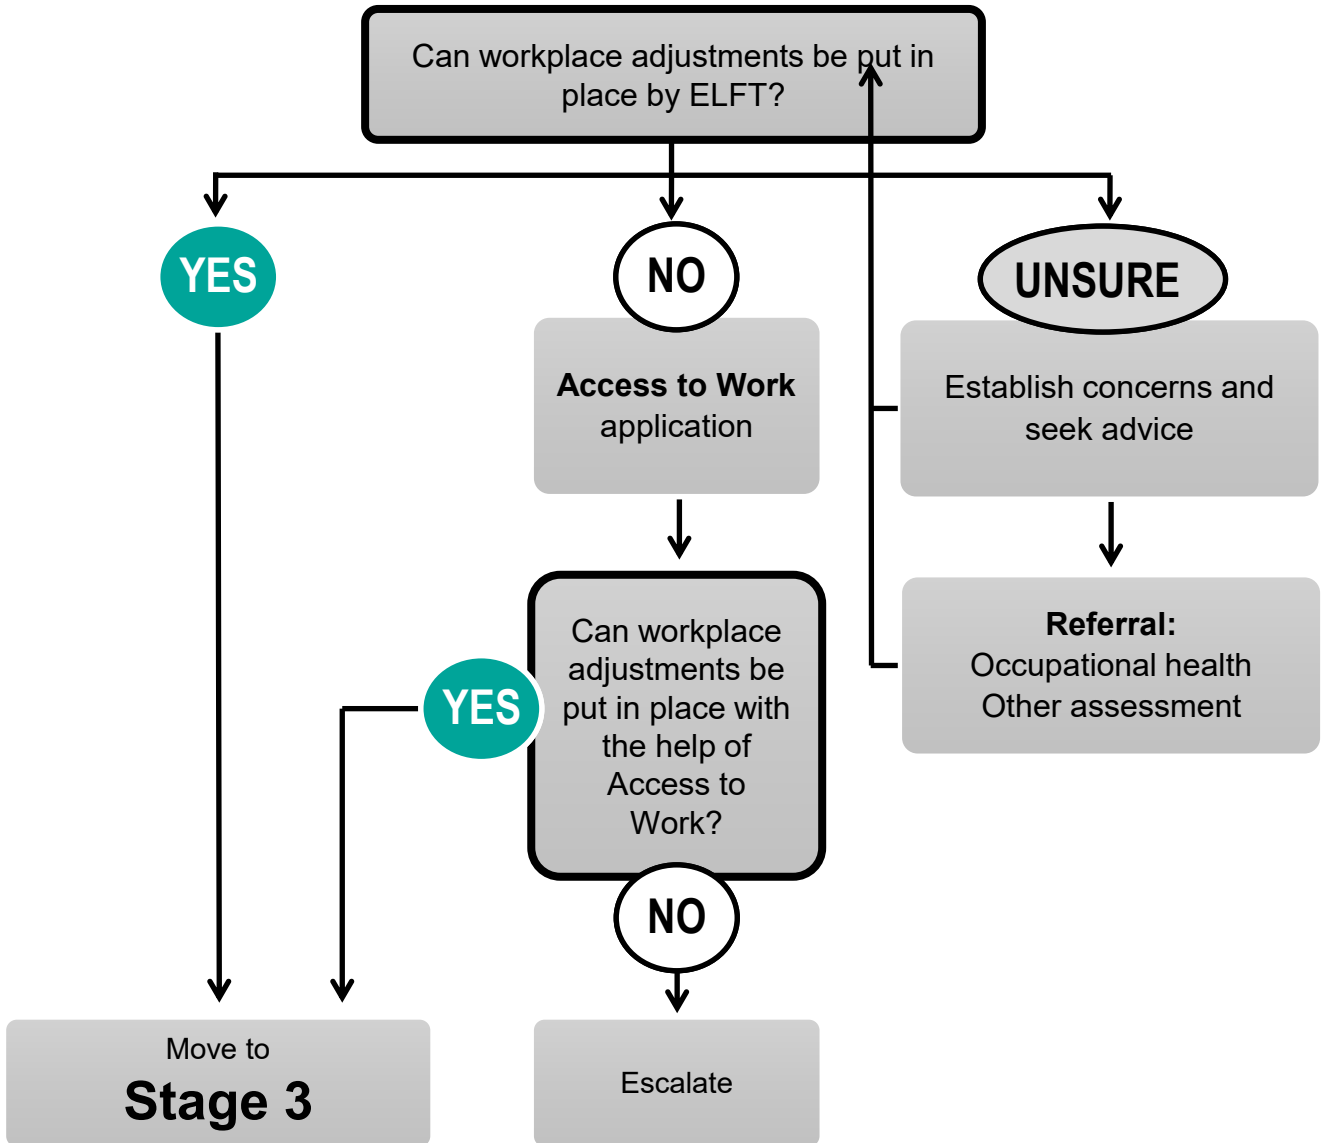 Can workplace adjustments be put in
place by ELFT?
YES
NO
UNSURE
Access to Work
application
Establish concerns and
seek advice
Can workplace
adjustments be
put in place with
the help of
Access to
Work?
YES
Referral:
Occupational health
Other assessment
NO
Move to
Stage 3
Escalate